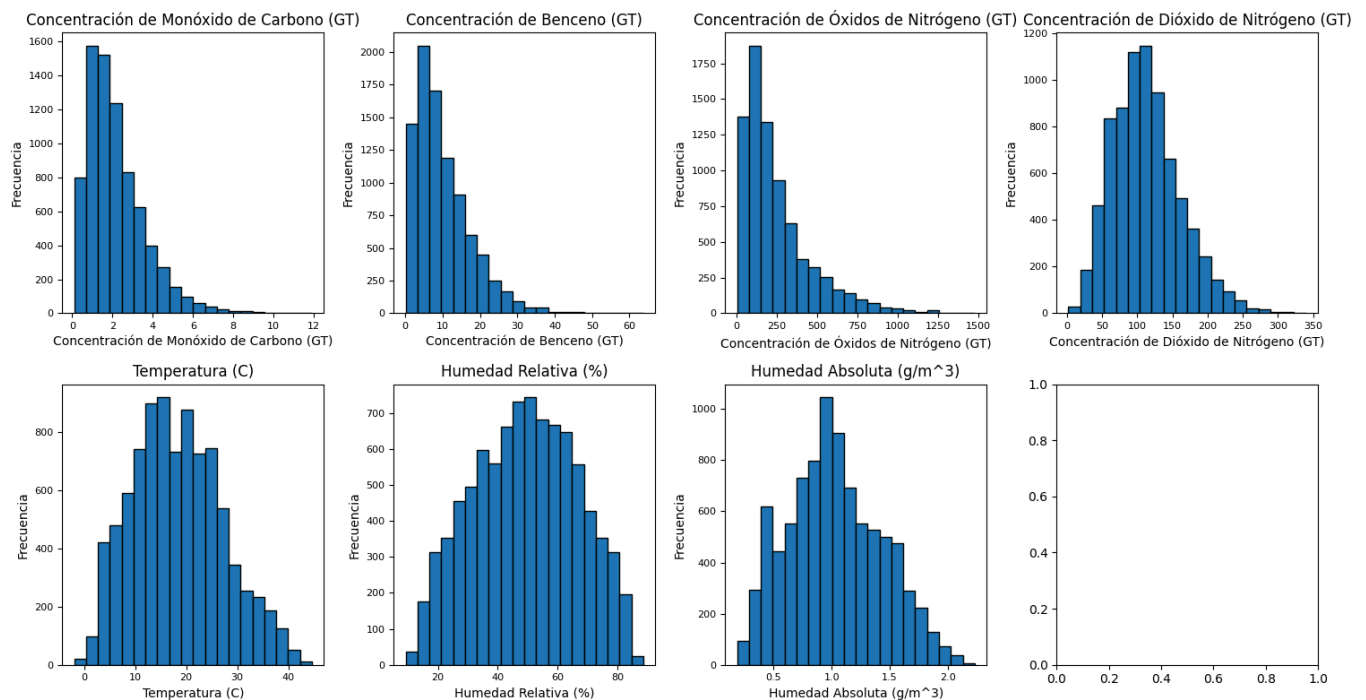 Concentración de Monóxido de Carbono (GT)
Frecuencia
1600
1400
1200
1000
800
600
400
200
0
0 2 4 6 8 10 12
Concentración de Monóxido de Carbono (GT)
Concentración de Benceno (GT)
Frecuencia
2000
1750
1500
1250
1000
750
500
250
0
0 10 20 30 40 50 60
Concentración de Benceno (GT)
Concentración de Óxidos de Nitrógeno (GT)
Frecuencia
1750
1500
1250
1000
750
500
250
0
0 250 500 750 1000 1250 1500
Concentración de Óxidos de Nitrógeno (GT)
Concentración de Dióxido de Nitrógeno (GT)
Frecuencia
1200
1000
800
600
400
200
0
0 50 100 150 200 250 300 350
Concentración de Dióxido de Nitrógeno (GT)
Temperatura (C)
Frecuencia
800
600
400
200
0
0 10 20 30 40
Temperatura (C)
Humedad Relativa (%)
Frecuencia
700
600
500
400
300
200
100
0
20 40 60 80
Humedad Relativa (%)
Humedad Absoluta (g/m^3)
Frecuencia
1000
800
600
400
200
0
0.5 1.0 1.5 2.0
Humedad Absoluta (g/m^3)
1.0
0.8
0.6
0.4
0.2
0.0
0.0 0.2 0.4 0.6 0.8 1.0